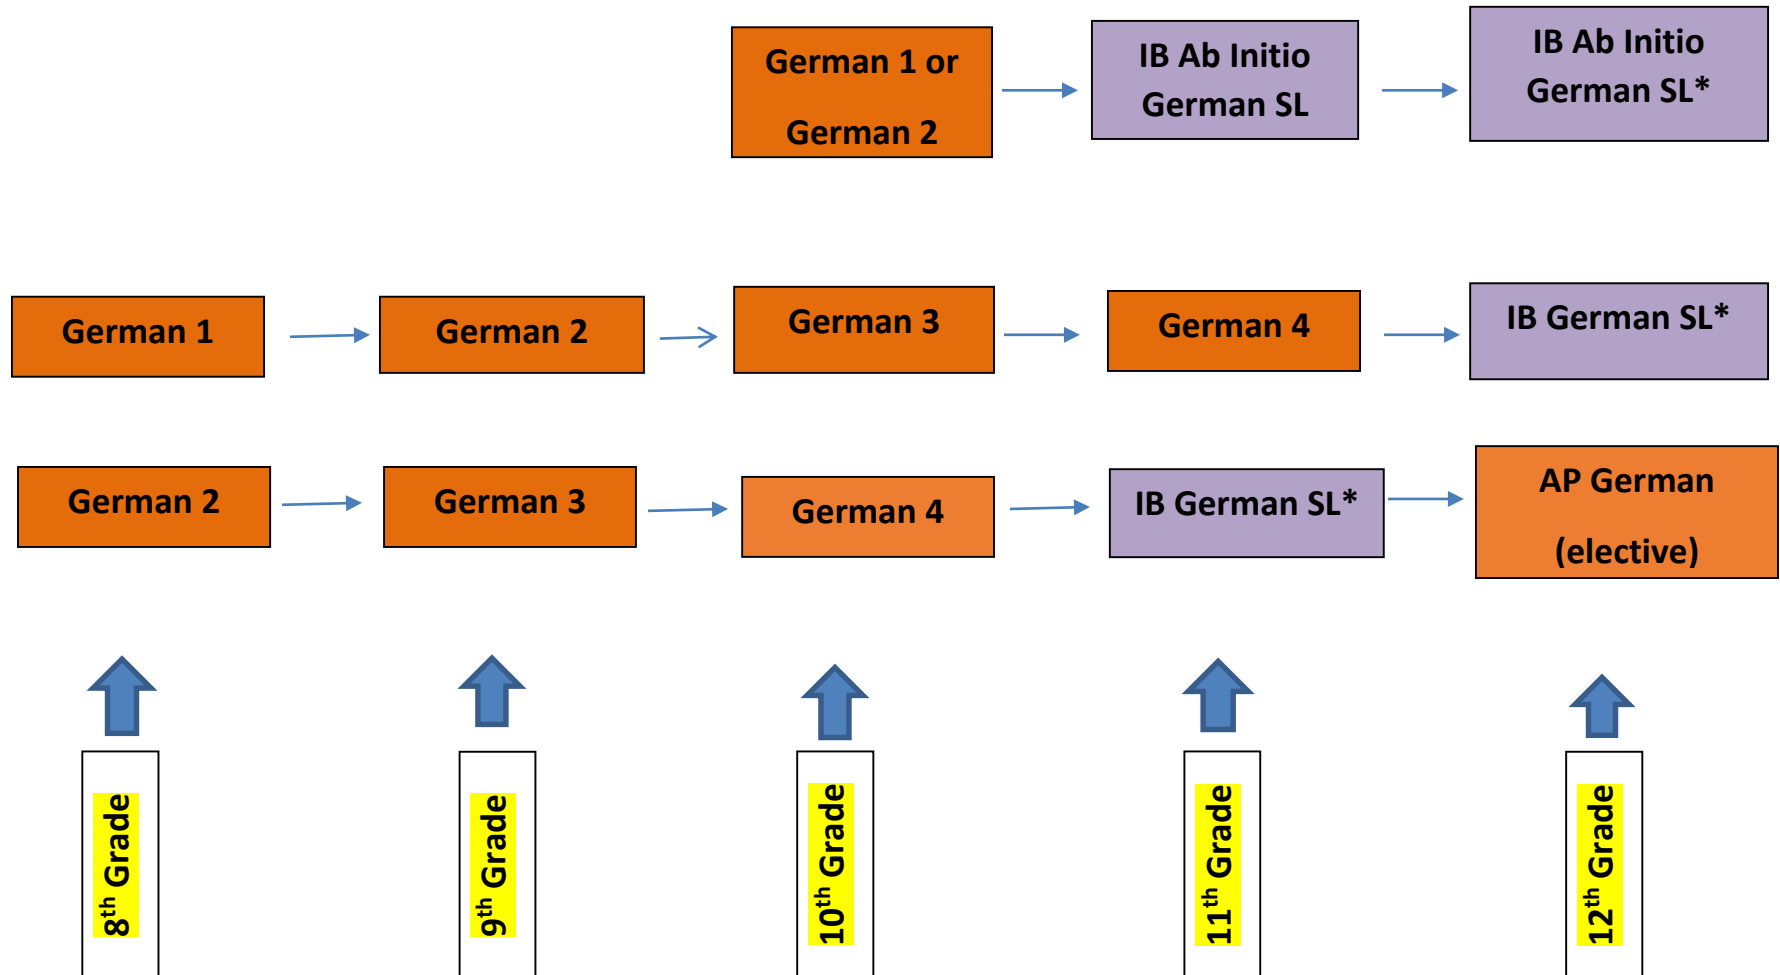 German 1 or
German 2
IB Ab Initio
German SL
IB Ab Initio
German SL*
German 1
German 2
German 3
German 4
IB German SL*
German 2
German 3
German 4
IB German SL*
AP German
(elective)
8th Grade
9th Grade
10th Grade
11th Grade
12th Grade